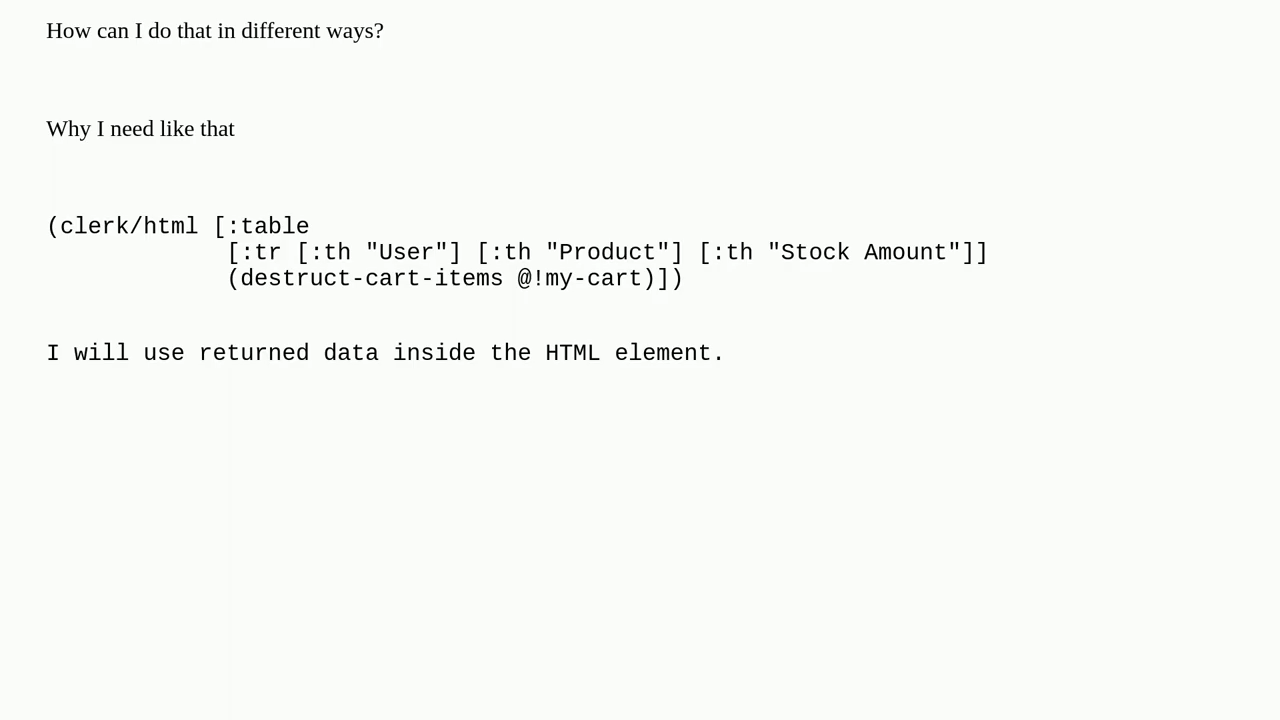 How can I do that in different ways?
Why I need like that
(clerk/html [:table
[:tr [:th "User"] [:th "Product"] [:th "Stock Amount"]]
(destruct-cart-items @!my-cart)])
I will use returned data inside the HTML element.